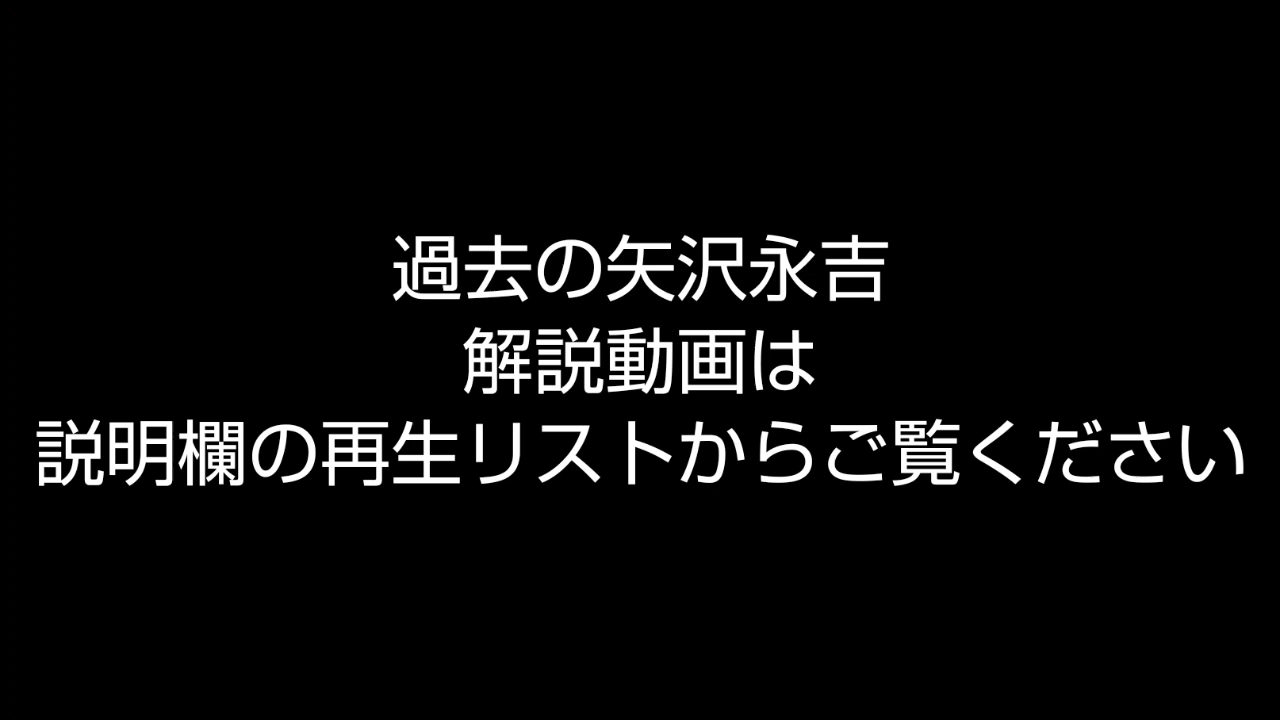 過去の矢沢永吉
解説動画は
説明欄の再生リストからご覧ください